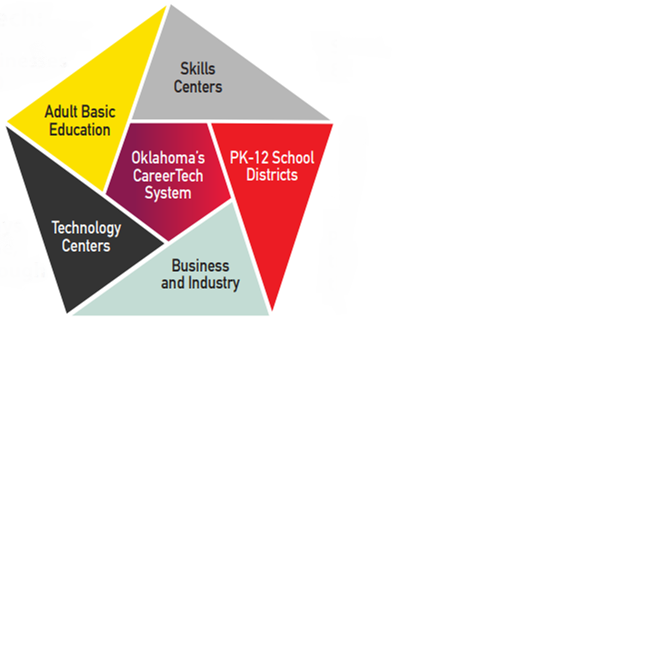 Skills
Centers
Adult Basic
Education
Oklahoma's
CareerTech
System
PK-12 School
Districts
Technology
Centers
Business
and Industry